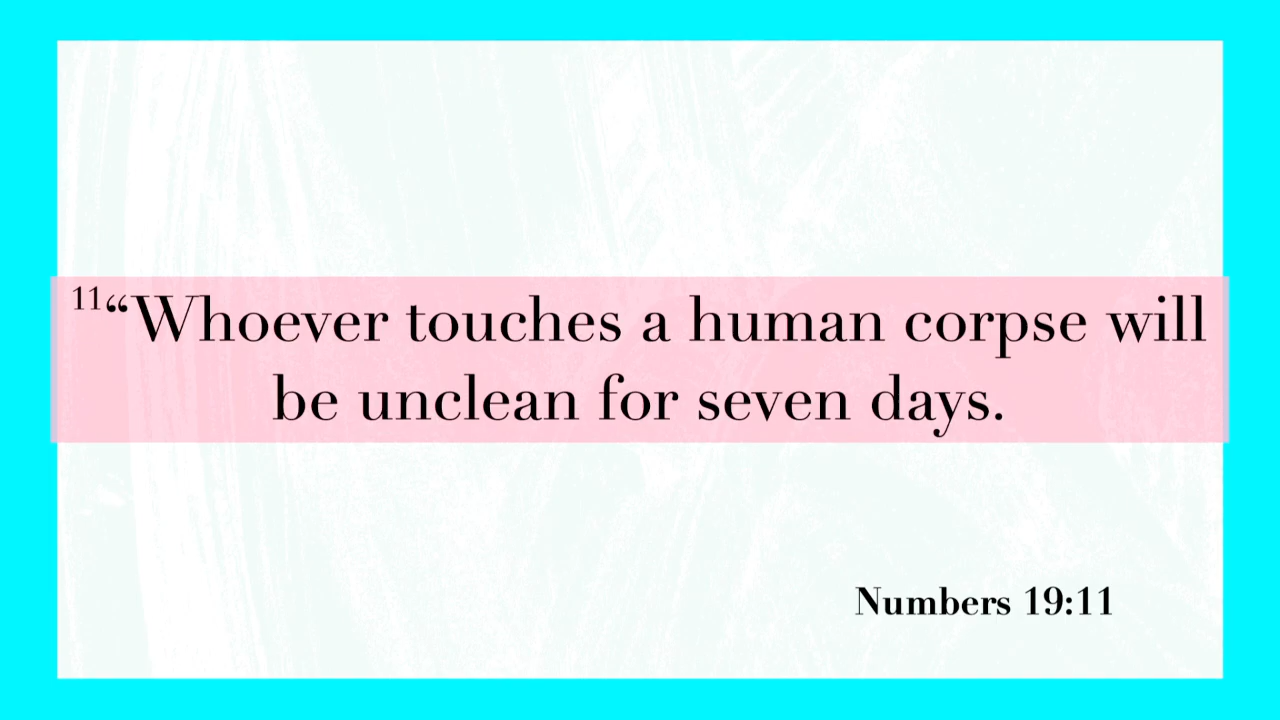 11“Whoever touches a human corpse will
be unclean for seven days.
Numbers 19:11